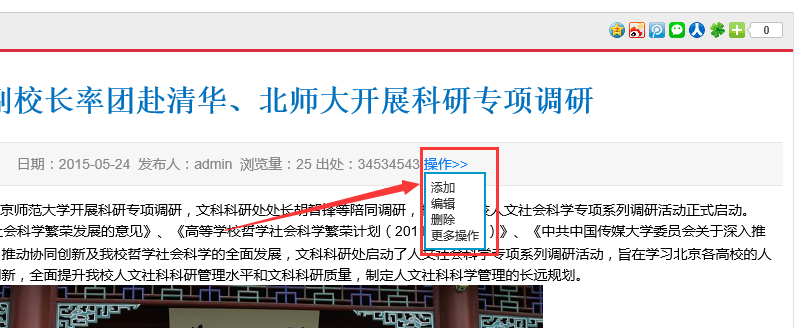 0
校长率团赴清华、北师大开展科研专项调研
日期：2015-05-24 发布人：admin 浏览量：25 出处：34534543 操作>>
添加
编辑
删除
更多操作
京师范大学开展科研专项调研，文科科研处处长胡智锋等陪同调研，人文社会科学专项系列调研活动正式启动。
社会科学繁荣发展的意见》、《高等学校哲学社会科学繁荣计划（201）》、《中共中国传媒大学委员会关于深入推
推动协同创新及我校哲学社会科学的全面发展，文科科研处启动了人文社会科学专项系列调研活动，旨在学习北京各高校的人
新，全面提升我校人文社科科研管理水平和文科科研质量，制定人文社科科学管理的长远规划。